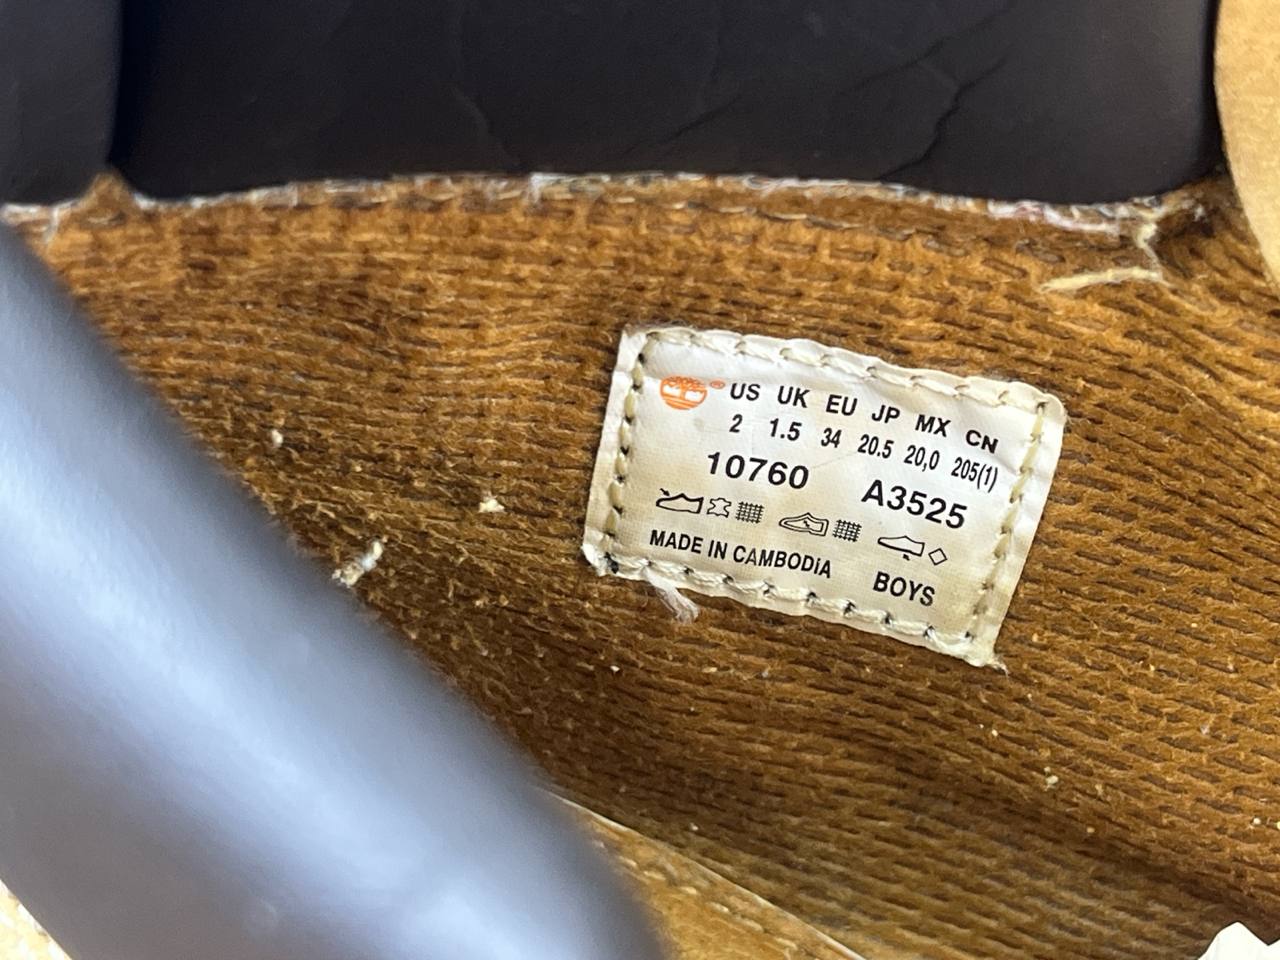 ® US UK EU JP MX CN
2 1.5 34 20.5 20,0 205(1)
10760 A3525
MADE IN CAMBODiA BOYS